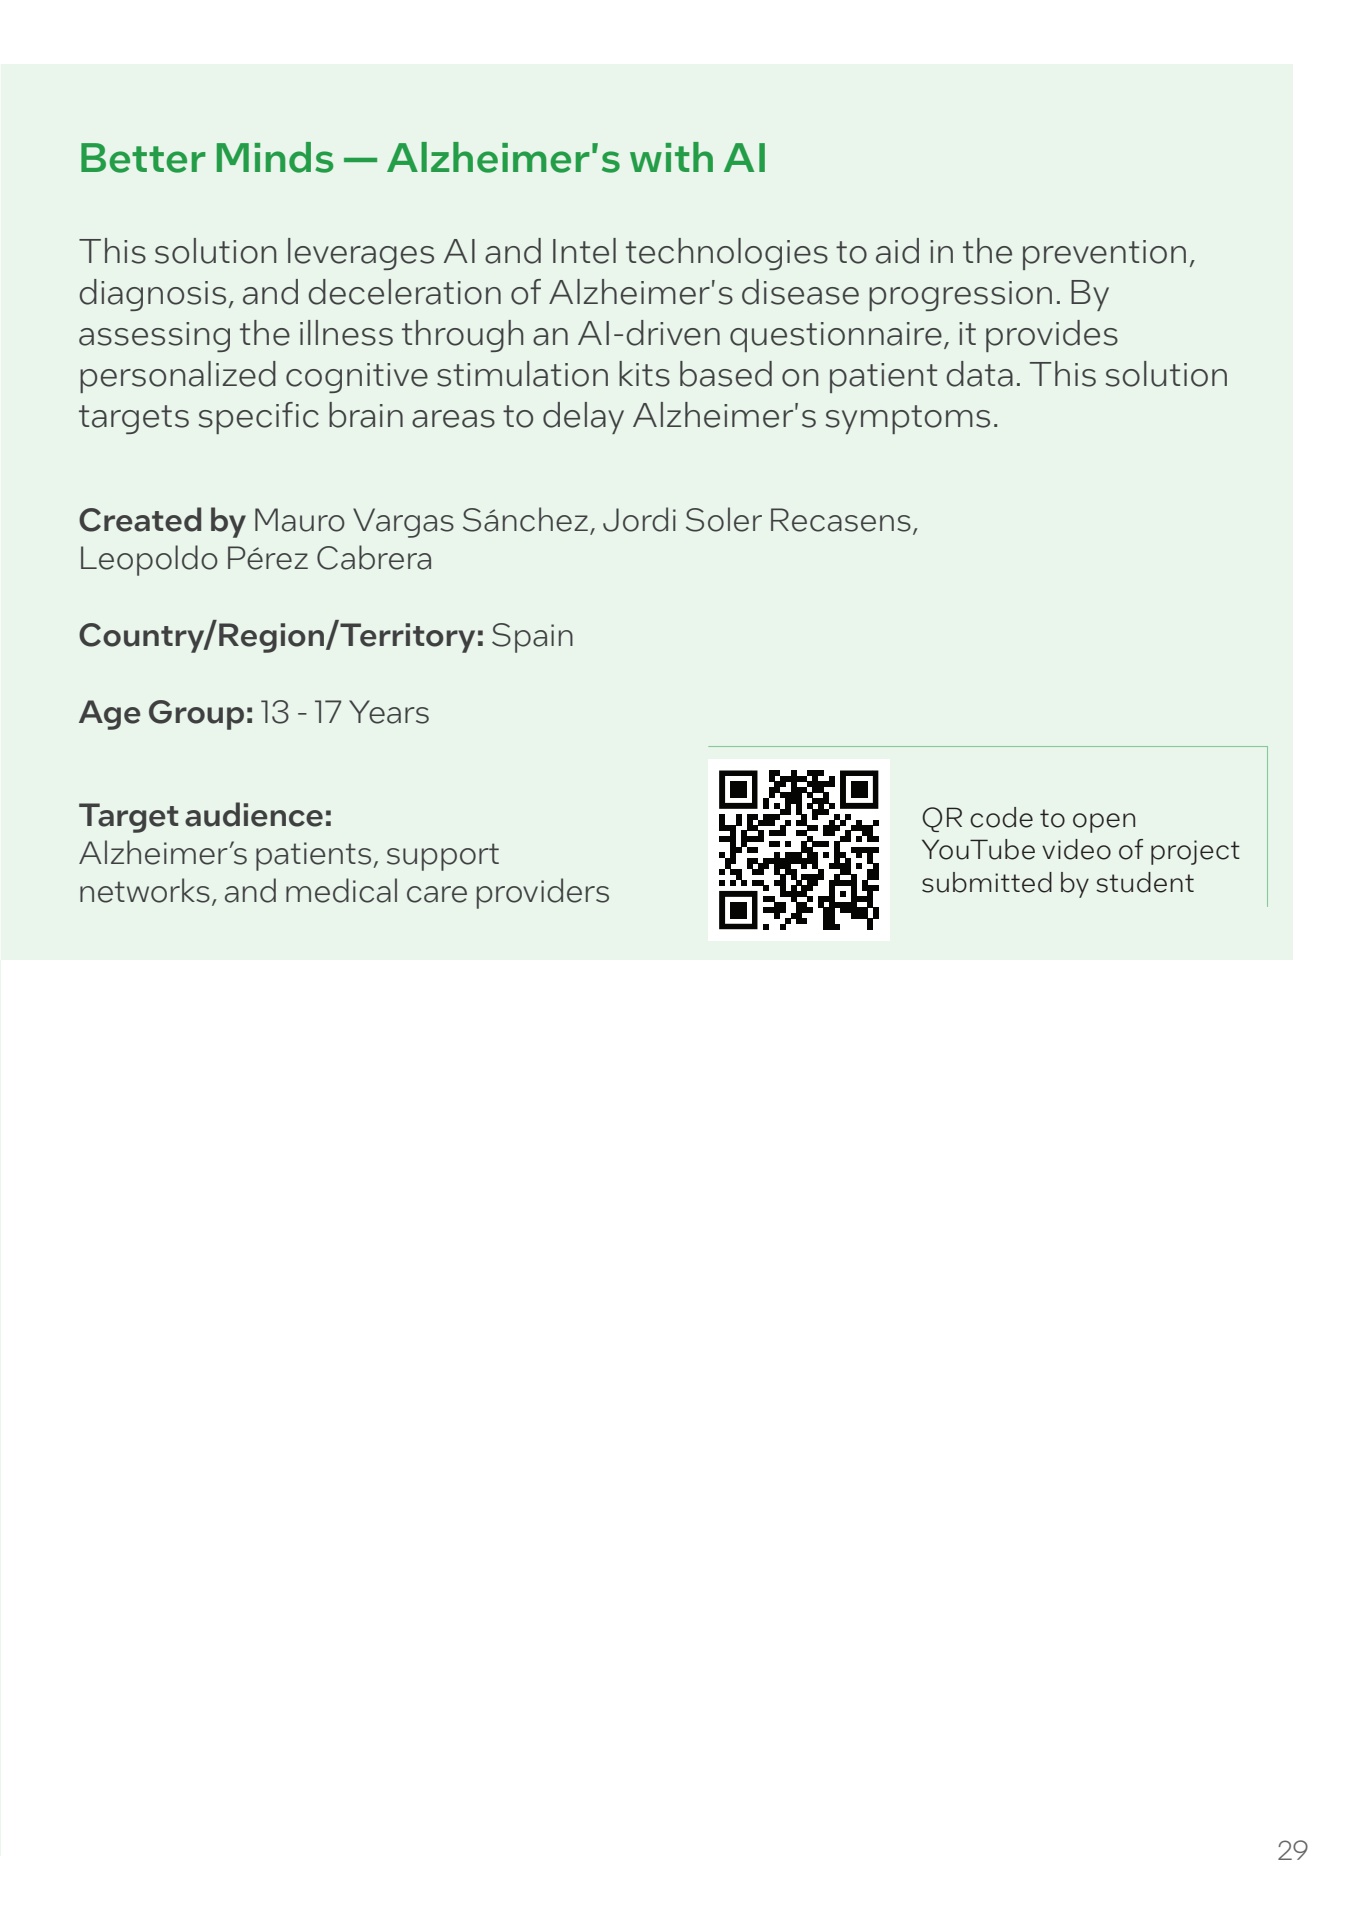 Better Minds — Alzheimer's with AI
This solution leverages AI and Intel technologies to aid in the prevention,
diagnosis, and deceleration of Alzheimer's disease progression. By
assessing the illness through an AI-driven questionnaire, it provides
personalized cognitive stimulation kits based on patient data. This solution
targets specific brain areas to delay Alzheimer's symptoms.
Created by Mauro Vargas Sánchez, Jordi Soler Recasens,
Leopoldo Pérez Cabrera
Country/Region/Territory: Spain
Age Group: 13 - 17 Years
Target audience:
Alzheimer’s patients, support
networks, and medical care providers
QR code to open
YouTube video of project
submitted by student
29